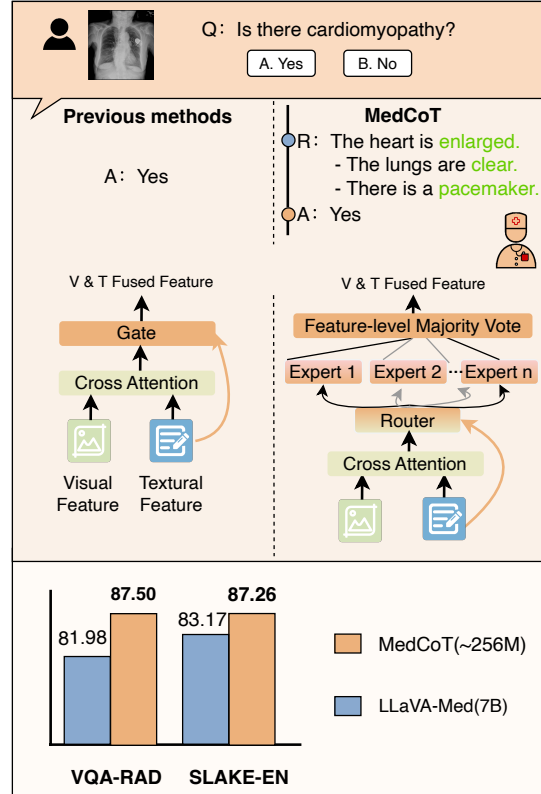 Q: Is there cardiomyopathy?
A. Yes
B. No
Previous methods
A: Yes
MedCoT
R: The heart is enlarged.
- The lungs are clear.
- There is a pacemaker.
A: Yes
V & T Fused Feature
Gate
Cross Attention
Visual
Feature
Textural
Feature
V & T Fused Feature
Feature-level Majority Vote
Expert 1
Expert 2
...
Expert n
Router
Cross Attention
81.98
87.50
83.17
87.26
VQA-RAD
SLAKE-EN
MedCoT(~256M)
LLaVA-Med(7B)